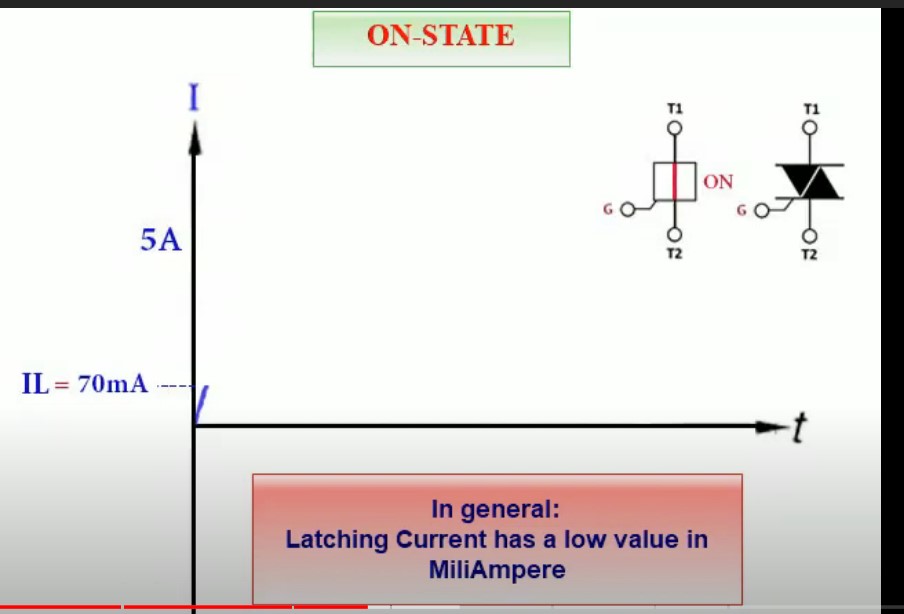 ON-STATE
I
5A
IL = 70mA
t
T1
ON
G
T2
T1
G
T2
In general:
Latching Current has a low value in
MiliAmpere